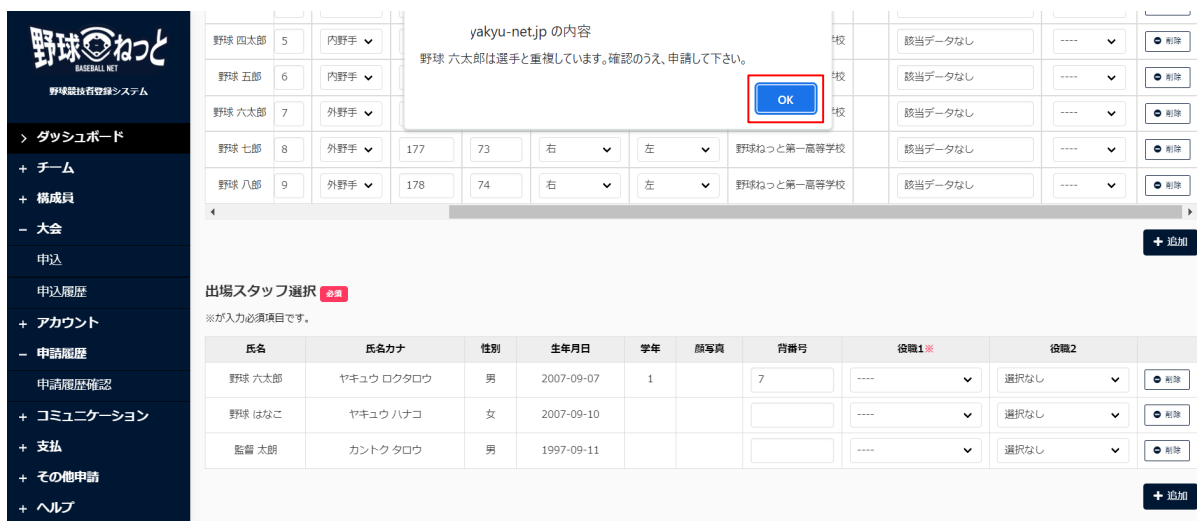 野球ねっと
BASEBALL NET
野球競技者登録システム
> ダッシュボード
+ チーム
+ 構成員
− 大会
申込
申込履歴
+ アカウント
− 申請履歴
申請履歴確認
+ コミュニケーション
+ 支払
+ その他申請
+ ヘルプ
yakyu-net.jp の内容
野球 六太郎は選手と重複しています。確認のうえ、申請して下さい。
OK
野球 四太郎 5 内野手 校 該当データなし ---- 削除
野球 五郎 6 内野手 校 該当データなし ---- 削除
野球 六太郎 7 外野手 校 該当データなし ---- 削除
野球 七郎 8 外野手 177 73 右 左 野球ねっと第一高等学校 該当データなし ---- 削除
野球 八郎 9 外野手 178 74 右 左 野球ねっと第一高等学校 該当データなし ---- 削除
+ 追加
出場スタッフ選択 必須
※が入力必須項目です。
氏名 氏名カナ 性別 生年月日 学年 顔写真 背番号 役職1※ 役職2
野球 六太郎 ヤキュウ ロクタロウ 男 2007-09-07 1 7 ---- 選択なし 削除
野球 はなこ ヤキュウ ハナコ 女 2007-09-10 ---- 選択なし 削除
監督 太朗 カントク タロウ 男 1997-09-11 ---- 選択なし 削除
+ 追加